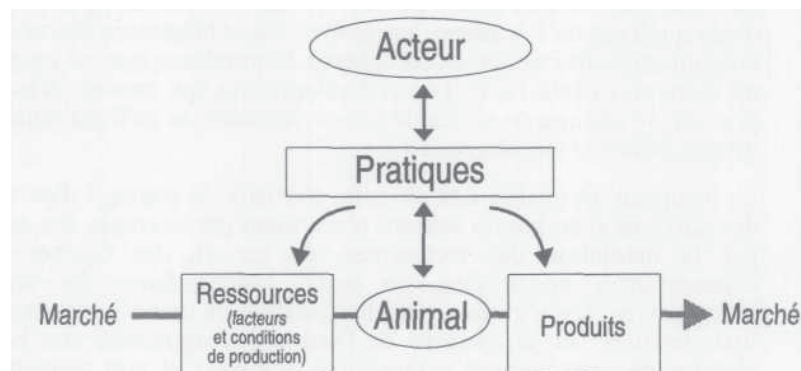 Acteur
Pratiques
Marché
Ressources
(facteurs
et conditions
de production)
Animal
Produits
Marché